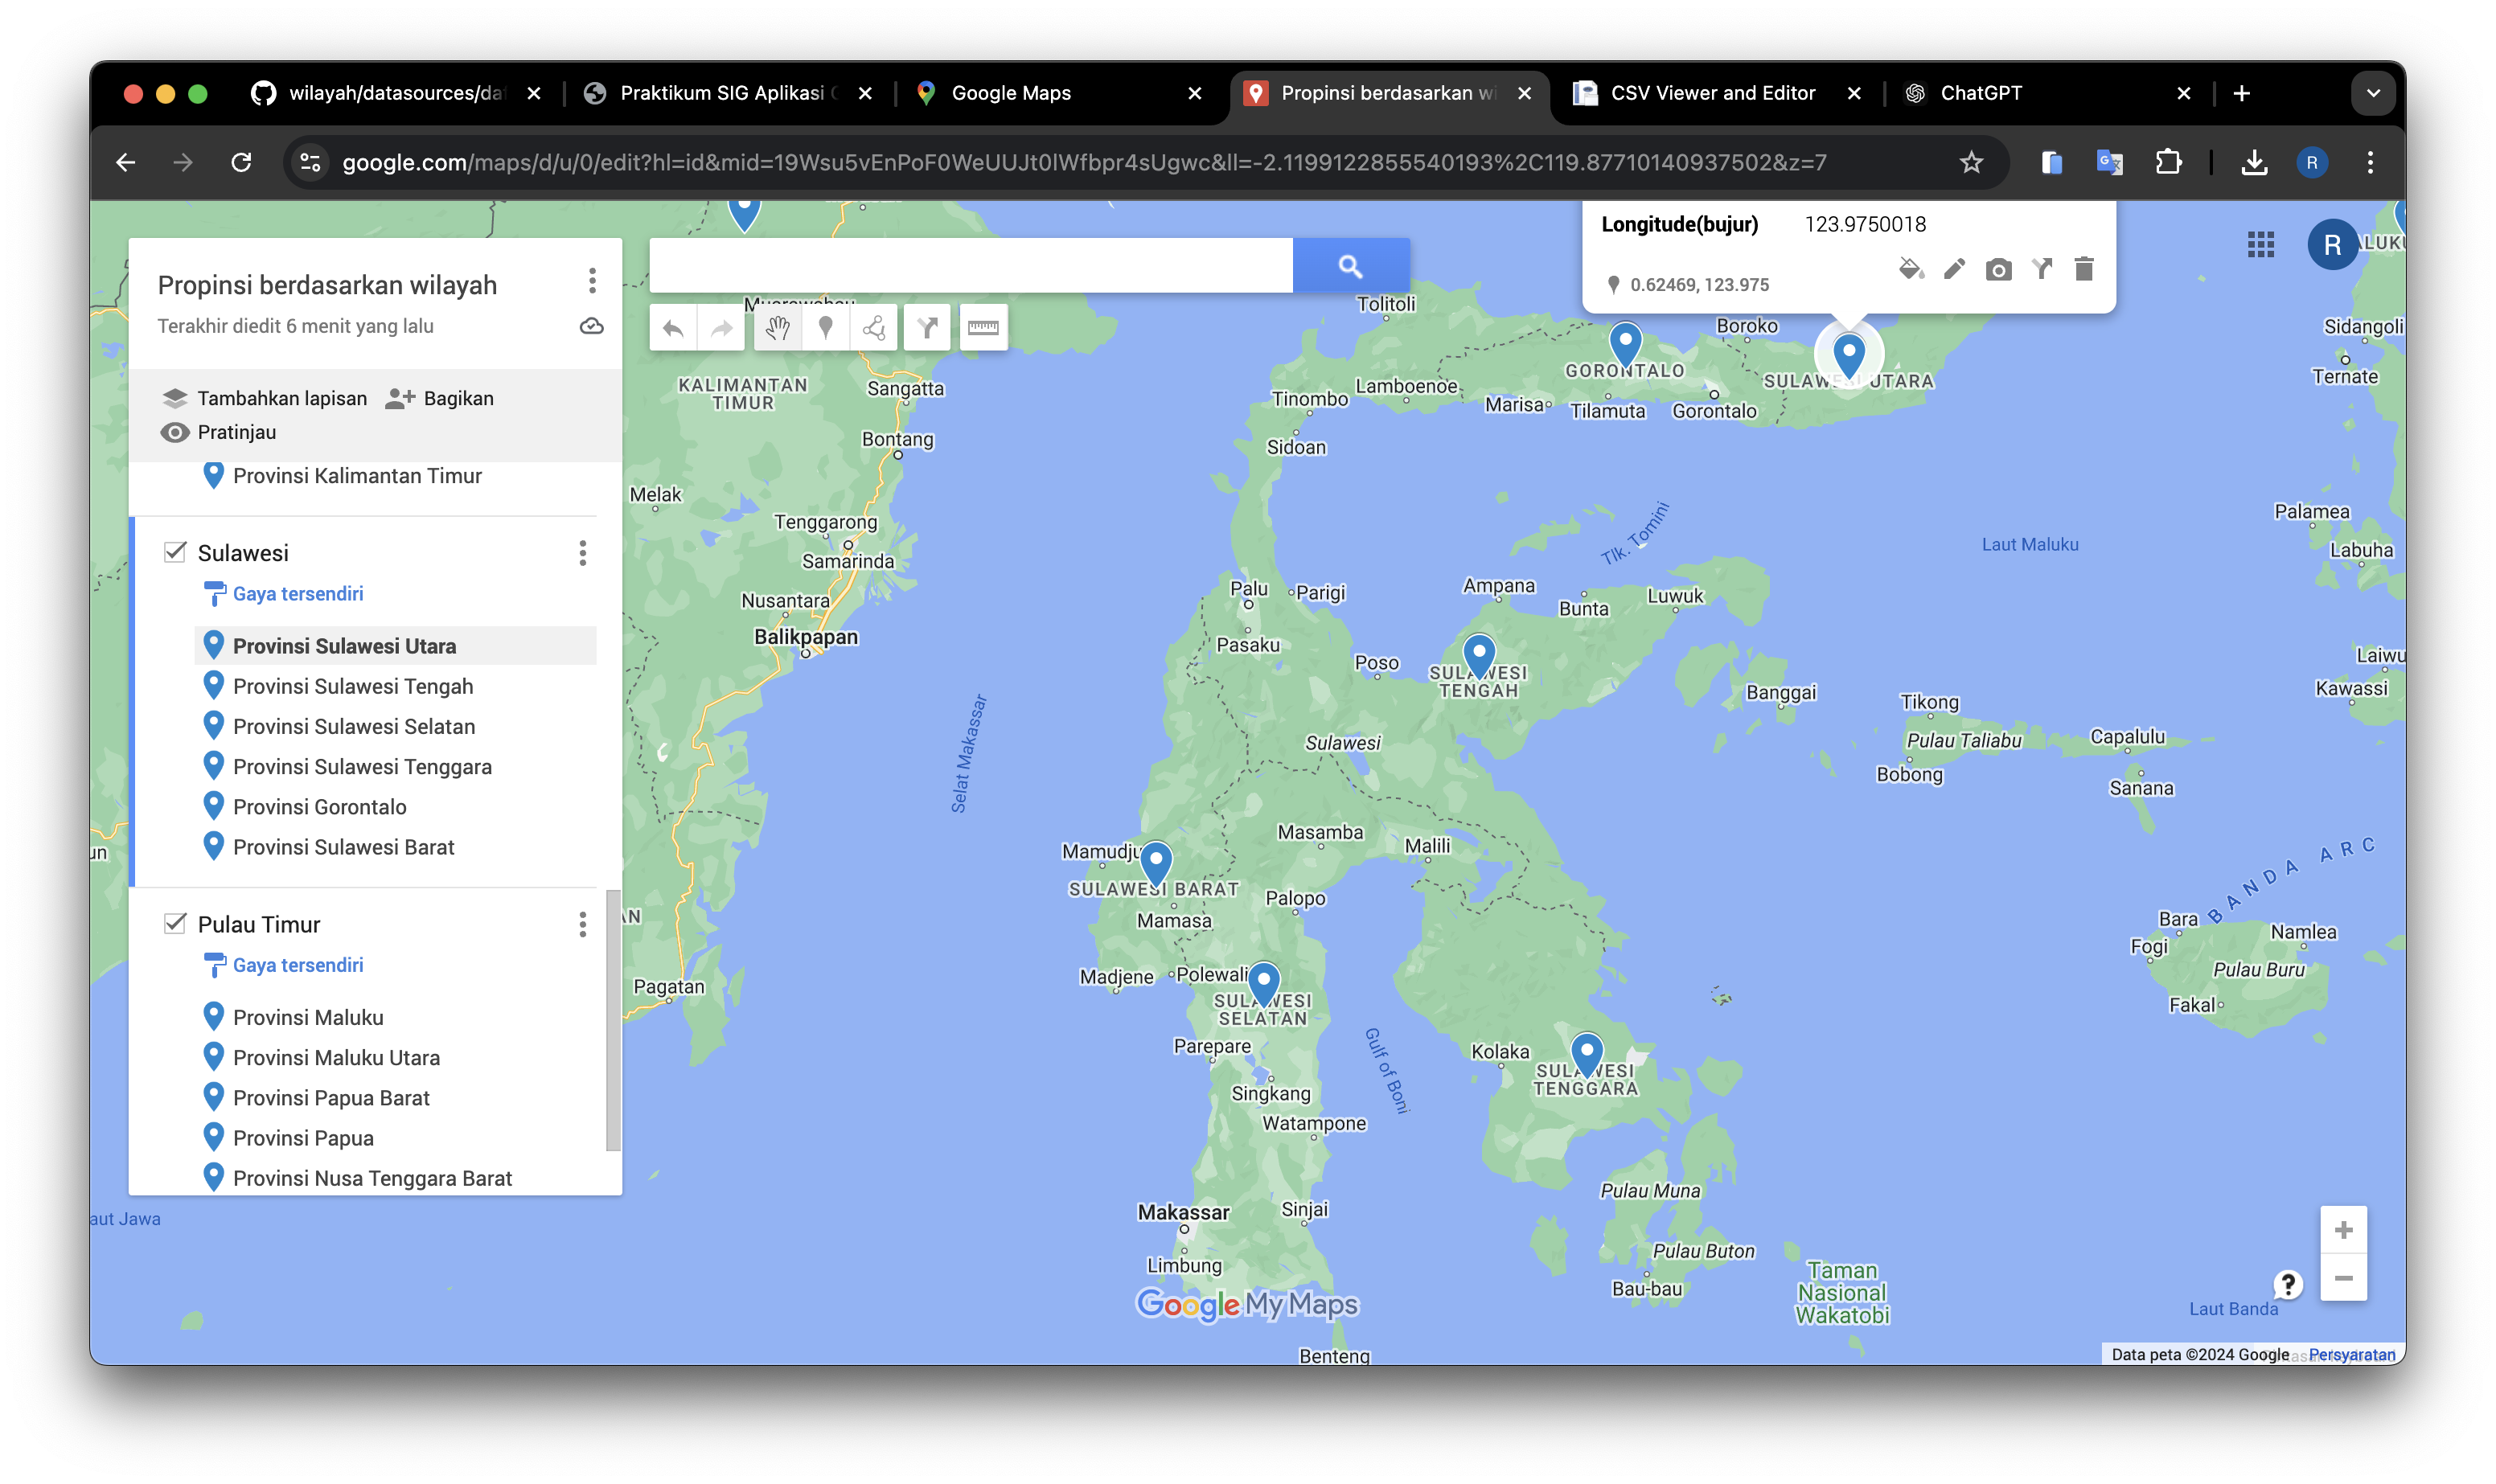 wilayah/datasources/da
Praktikum SIG Aplikasi
Google Maps
Propinsi berdasarkan wi
CSV Viewer and Editor
ChatGPT
google.com/maps/d/u/0/edit?hl=id&mid=19Wsu5vEnPoF0WeUUJt0lWfbpr4sUgwc&ll=-2.1199122855540193%2C119.87710140937502&z=7
R
Propinsi berdasarkan wilayah
Terakhir diedit 6 menit yang lalu
Tambahkan lapisan
Bagikan
Pratinjau
Provinsi Kalimantan Timur
Sulawesi
Gaya tersendiri
Provinsi Sulawesi Utara
Provinsi Sulawesi Tengah
Provinsi Sulawesi Selatan
Provinsi Sulawesi Tenggara
Provinsi Gorontalo
Provinsi Sulawesi Barat
Pulau Timur
Gaya tersendiri
Provinsi Maluku
Provinsi Maluku Utara
Provinsi Papua Barat
Provinsi Papua
Provinsi Nusa Tenggara Barat
Longitude(bujur) 123.9750018
0.62469, 123.975
R
KALIMANTAN
TIMUR
Sangatta
Bontang
Melak
Tenggarong
Samarinda
Nusantara
Balikpapan
Pagatan
aut Jawa
Selat Makassar
Tolitoli
Boroko
GORONTALO
SULAWESI UTARA
Lamboenoe
Tinombo
Marisa
Tilamuta
Gorontalo
Sidoan
Tlk. Tomini
Laut Maluku
Sidangoli
Ternate
Palamea
Labuha
Laiwu
Kawassi
Palu
Parigi
Ampana
Bunta
Luwuk
Pasaku
Poso
SULAWESI
TENGAH
Banggai
Tikong
Pulau Taliabu
Capalulu
Bobong
Sanana
Sulawesi
Masamba
Malili
Mamudju
SULAWESI BARAT
Palopo
Mamasa
Madjene
Polewali
SULAWESI
SELATAN
Parepare
Gulf of Boni
Kolaka
SULAWESI
TENGGARA
Singkang
Watampone
BANDA ARC
Bara
Namlea
Fogi
Pulau Buru
Fakal
Pulau Muna
Makassar
Sinjai
Pulau Buton
Limbung
Bau-bau
Taman
Nasional
Wakatobi
Laut Banda
Google My Maps
Benteng
Data peta ©2024 Google
Persyaratan